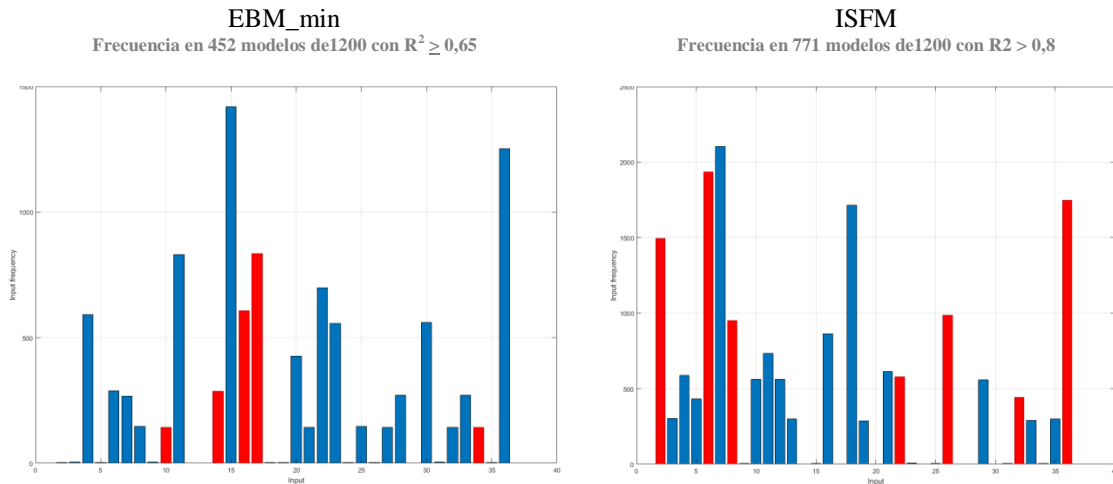 EBM_min
Frecuencia en 452 modelos de1200 con R² ≥ 0,65
1500
1000
500
0
Input frequency
0 5 10 15 20 25 30 35 40
Input
ISFM
Frecuencia en 771 modelos de1200 con R2 > 0,8
2500
2000
1500
1000
500
0
Input frequency
0 5 10 15 20 25 30 35 4
Input